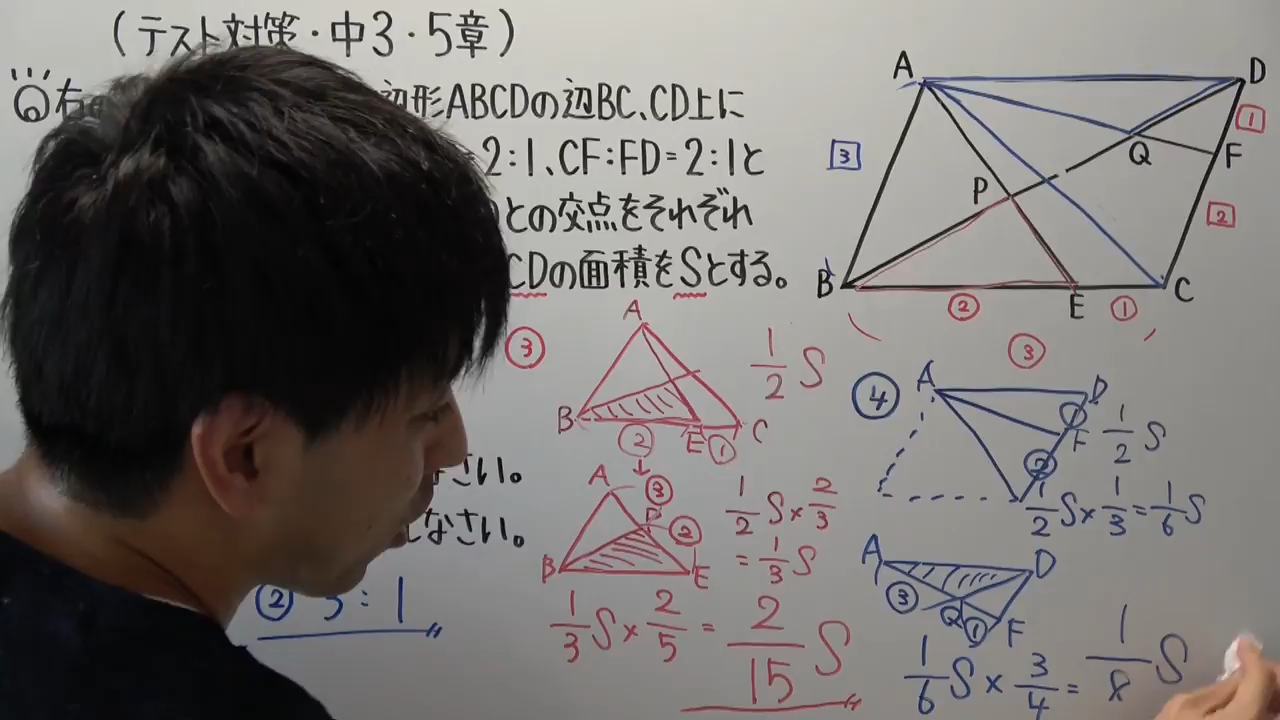 (テスト対策・中3・5章)
Q 右 形ABCDの辺BC、CD上に
2:1、CF:FD=2:1と
との交点をそれぞれ
CDの面積をSとする。
さい。
なさい。
② 3:1
A
D
B
C
P
Q
E
F
3
1
2
②
①
③
③
A
B
E
C
②
①
1/2 S
A
③
P
②
B
E
1/2 S × 2/3
= 1/3 S
1/3 S × 2/5 = 2/15 S
④
A
D
①
F
②
1/2 S
1/2 S × 1/3 = 1/6 S
A
D
③
Q
①
F
1/6 S × 3/4 = 1/8 S